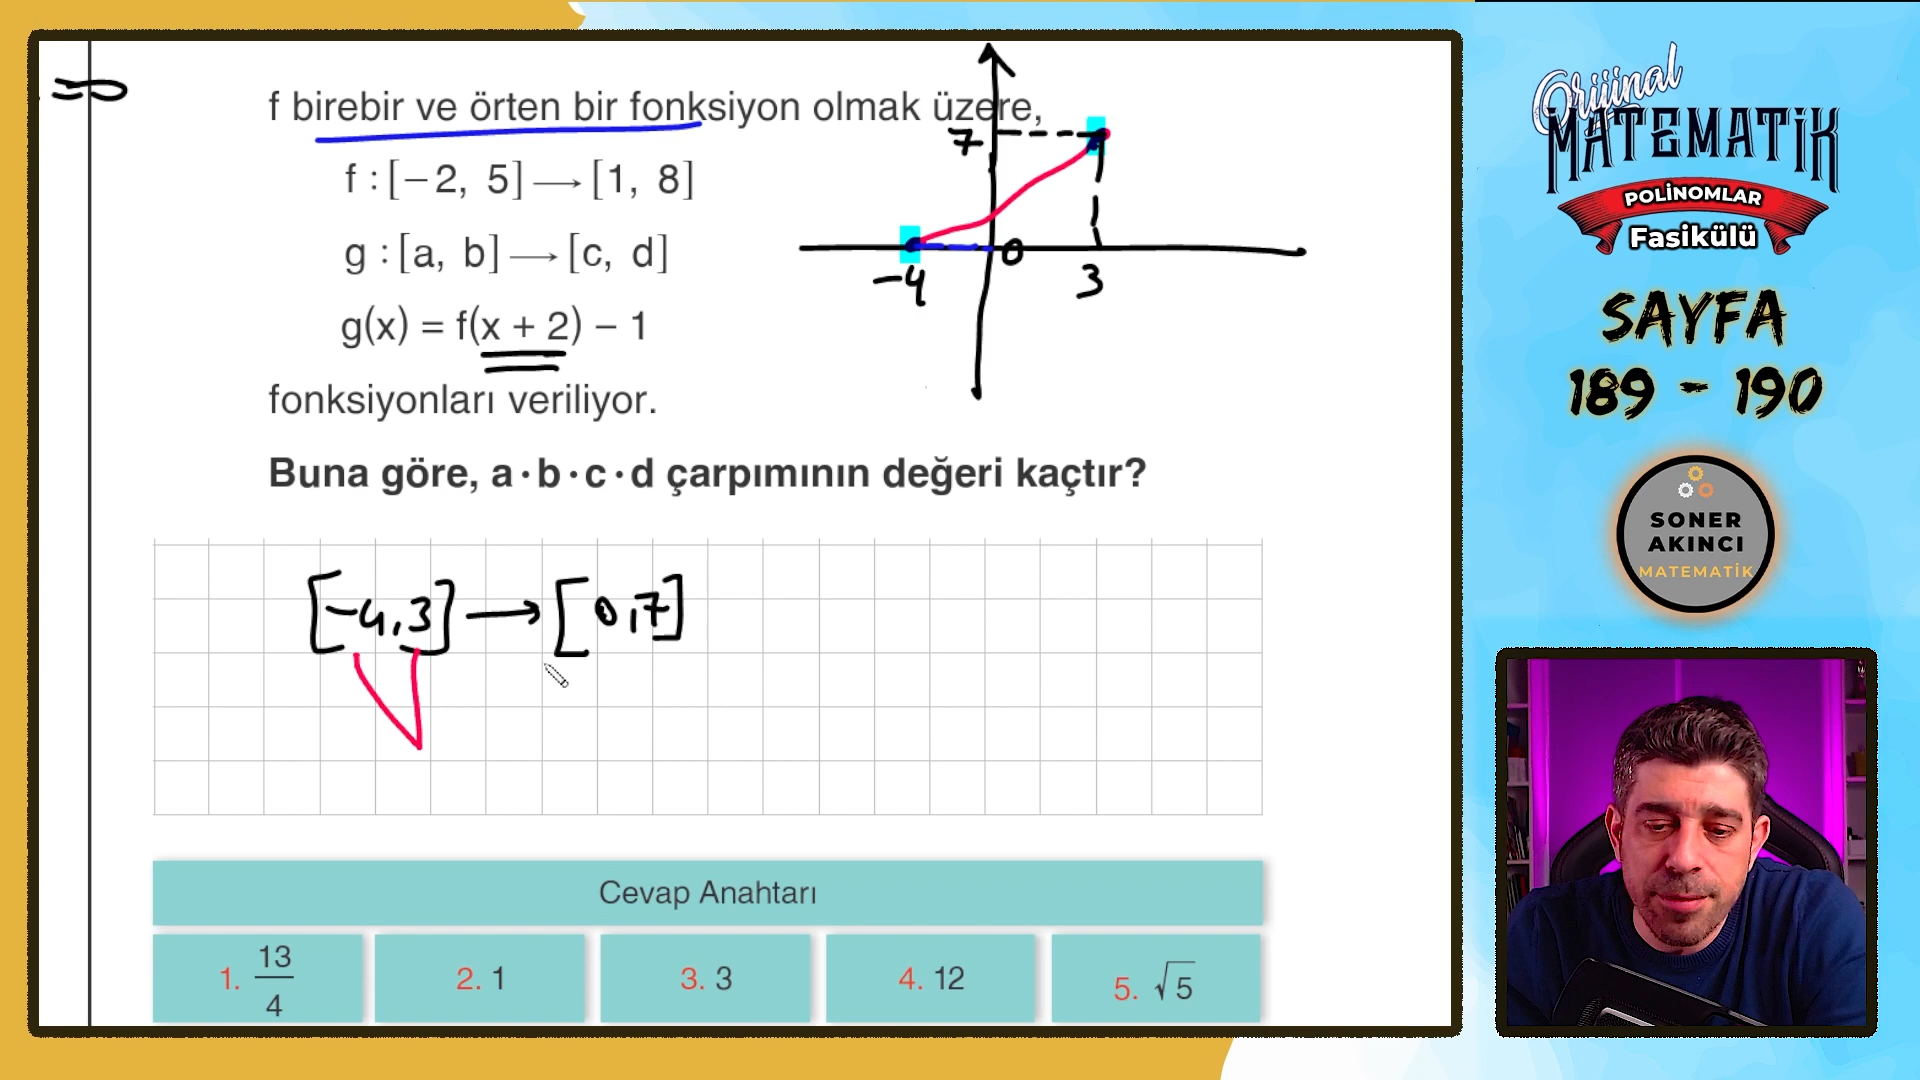 f birebir ve örten bir fonksiyon olmak üzere,
f : [– 2, 5] → [1, 8]
g : [a, b] → [c, d]
g(x) = f(x + 2) – 1
fonksiyonları veriliyor.
Buna göre, a · b · c · d çarpımının değeri kaçtır?
7
0
-4
3
[-4,3] → [0,7]
Cevap Anahtarı
1. 13/4
2. 1
3. 3
4. 12
5. √5
Orijinal
MATEMATİK
POLİNOMLAR
Fasikülü
SAYFA
189 - 190
SONER
AKINCI
MATEMATİK